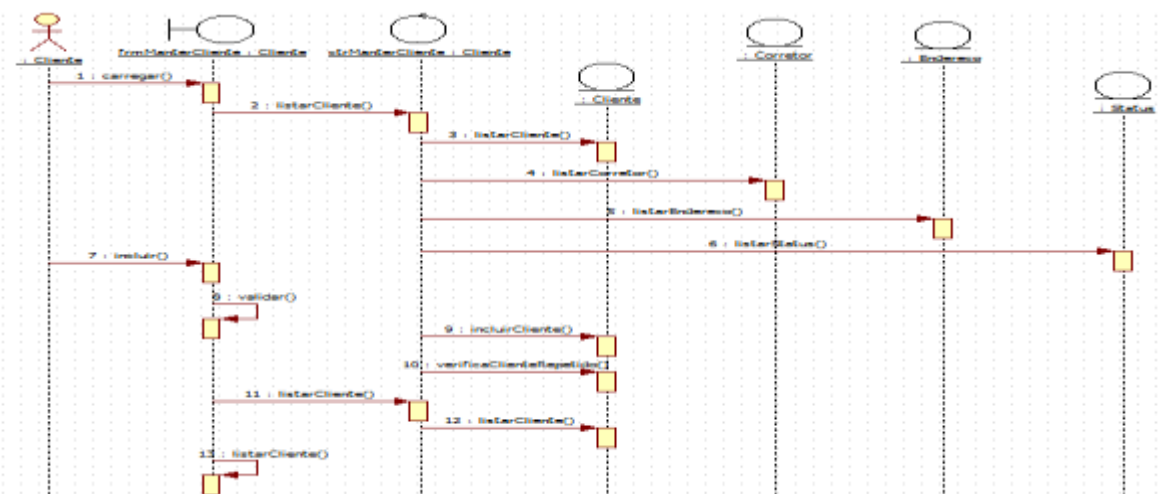 : Cliente
frmManterCliente : Cliente
ctrManterCliente : Cliente
: Cliente
: Corretor
: Endereco
: Status
1 : carregar()
2 : listarCliente()
3 : listarCliente()
4 : listarCorretor()
5 : listarEndereco()
6 : listarStatus()
7 : incluir()
8 : validar()
9 : incluirCliente()
10 : verificaClienteRepetido()
11 : listarCliente()
12 : listarCliente()
13 : listarCliente()